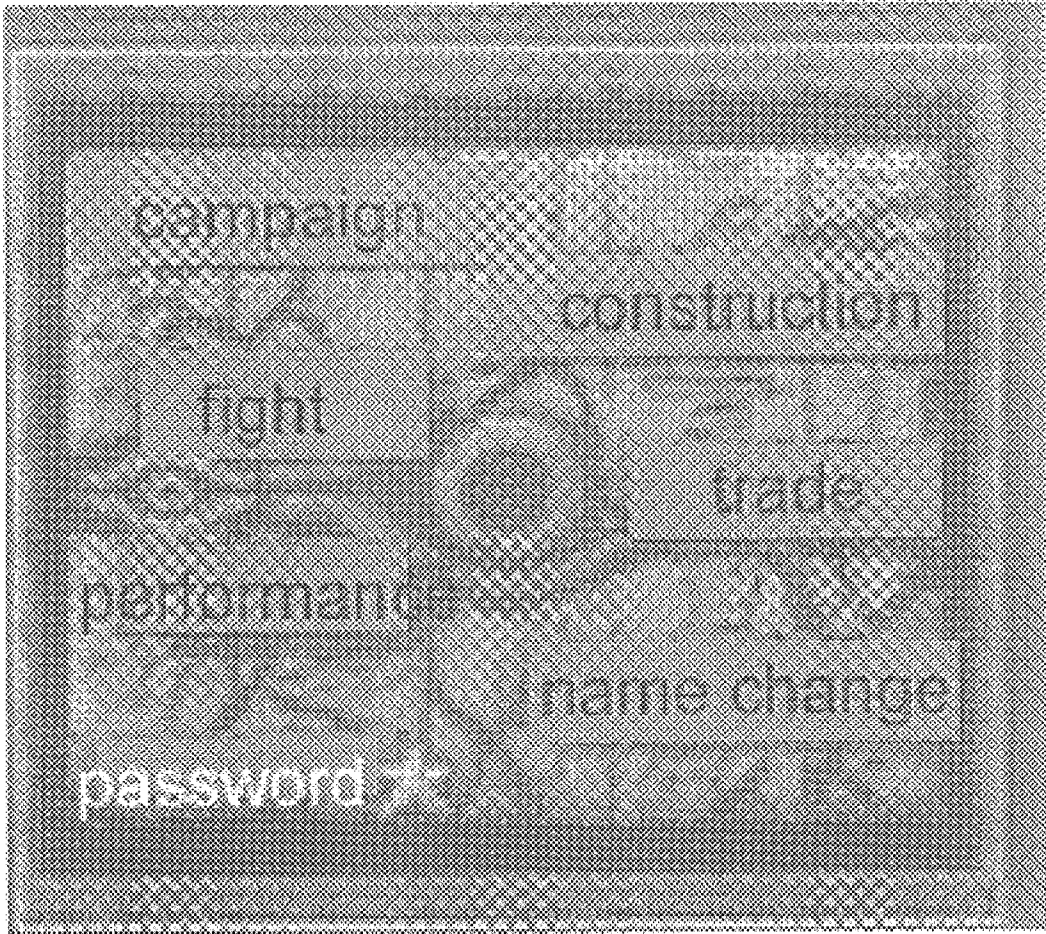 campaign
construction
fight
trade
performance
name change
password